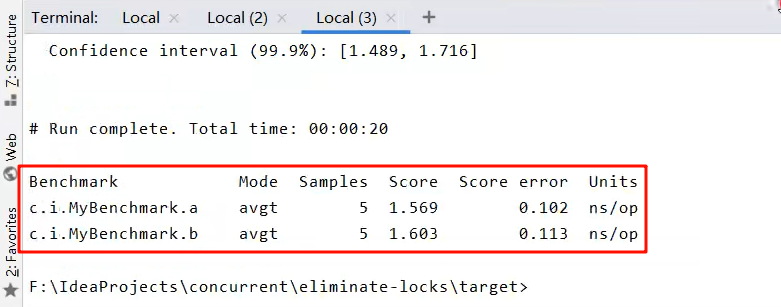 Terminal: Local × Local (2) × Local (3) × +
Z: Structure
Web
2: Favorites
Confidence interval (99.9%): [1.489, 1.716]
# Run complete. Total time: 00:00:20
Benchmark Mode Samples Score Score error Units
c.i.MyBenchmark.a avgt 5 1.569 0.102 ns/op
c.i.MyBenchmark.b avgt 5 1.603 0.113 ns/op
F:\IdeaProjects\concurrent\eliminate-locks\target>